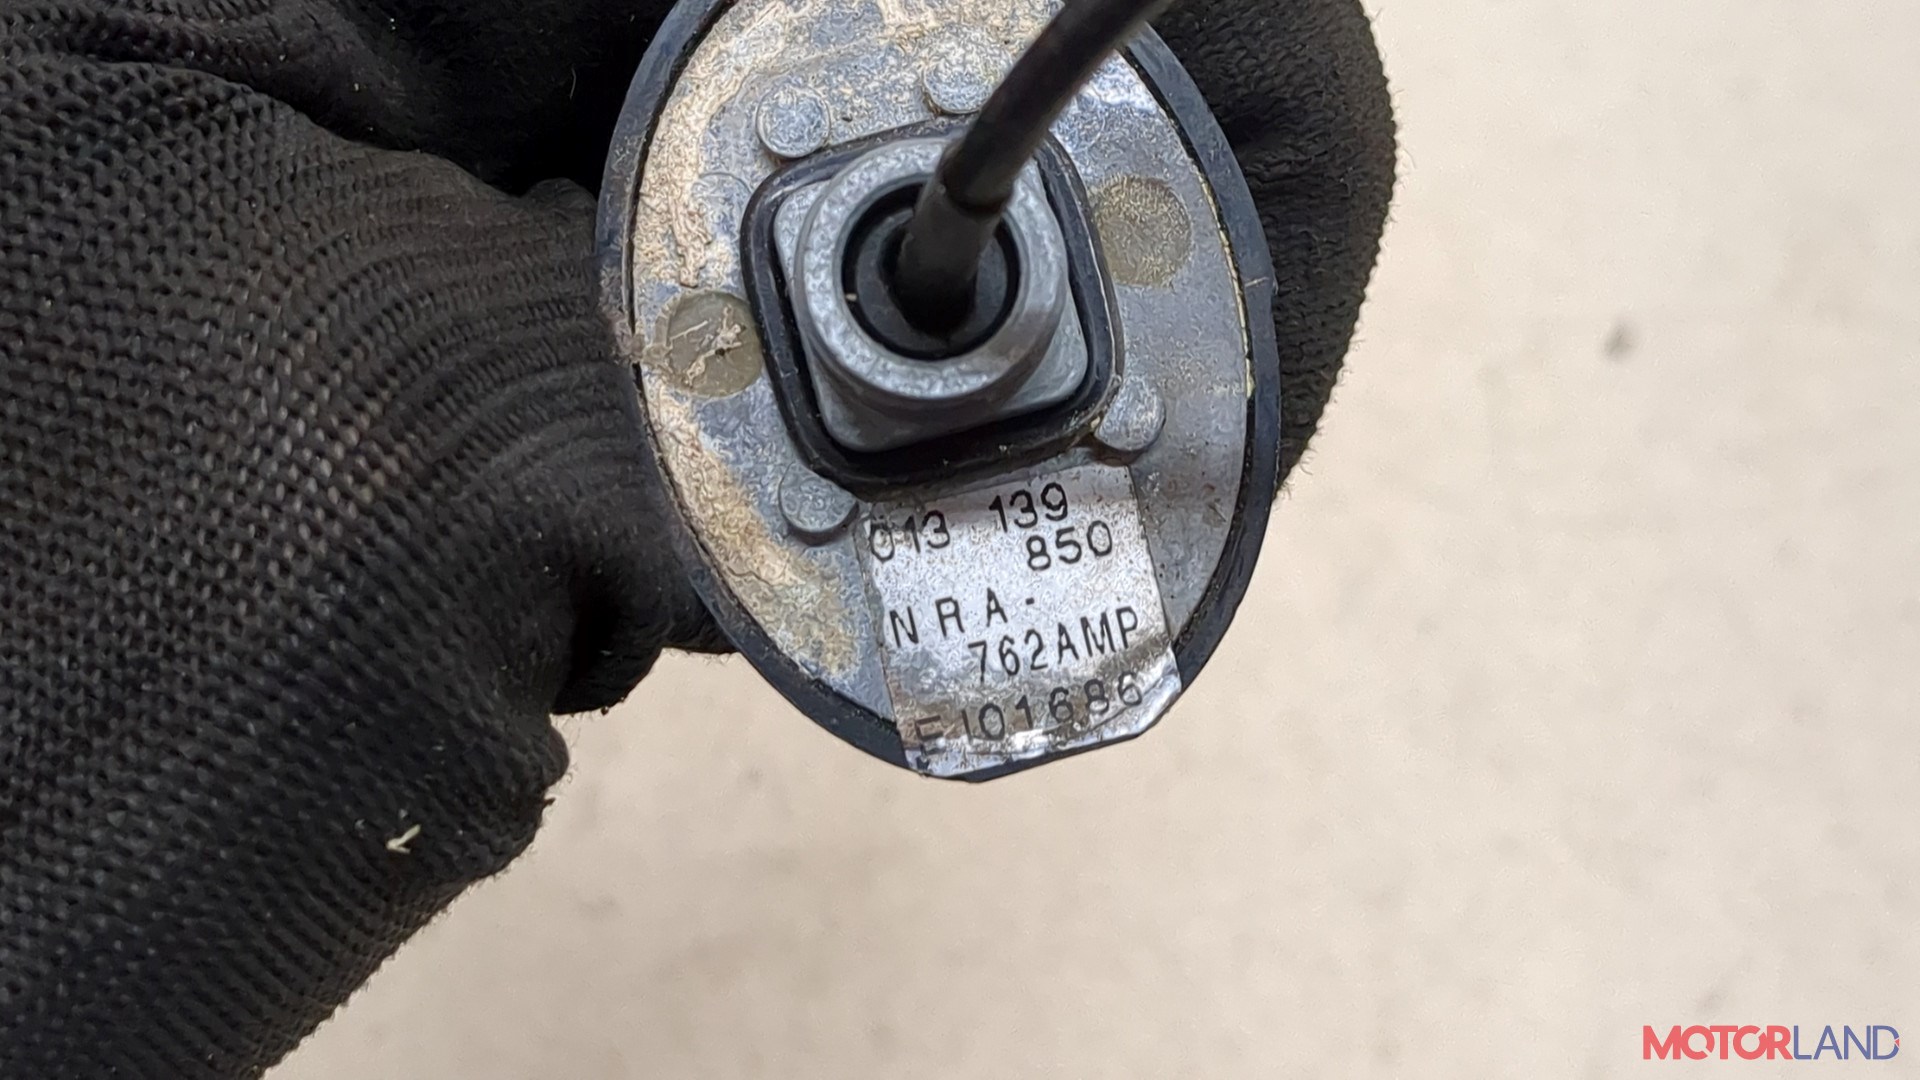 013 139
850
NRA-
762AMP
E101686
MOTORLAND